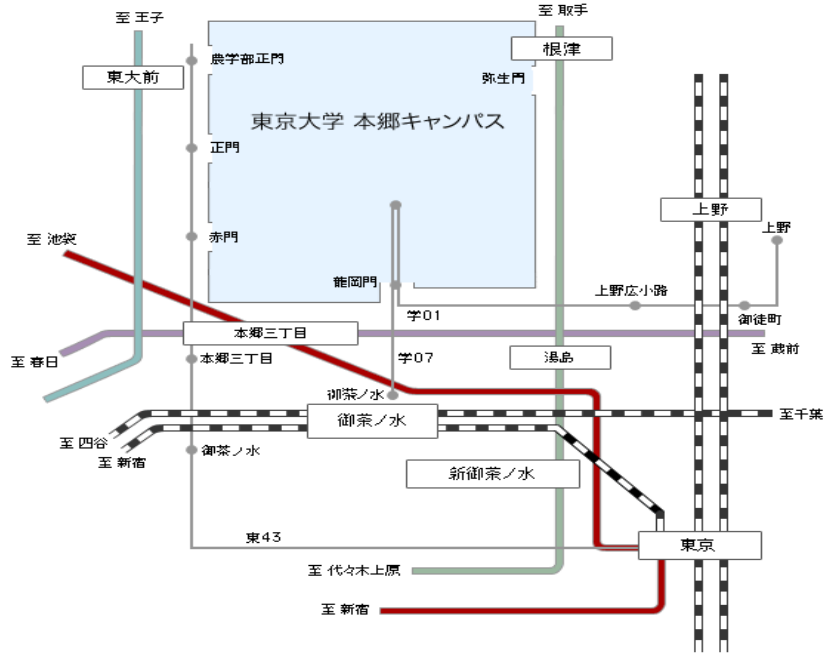 至 王子
至 取手
根津
農学部正門
東大前
弥生門
東京大学 本郷キャンパス
正門
上野
上野
至 池袋
赤門
龍岡門
上野広小路
御徒町
学01
本郷三丁目
至 蔵前
至 春日
本郷三丁目
学07
湯島
御茶ノ水
御茶ノ水
至千葉
至 四谷
至 新宿
御茶ノ水
新御茶ノ水
東43
東京
至 代々木上原
至 新宿